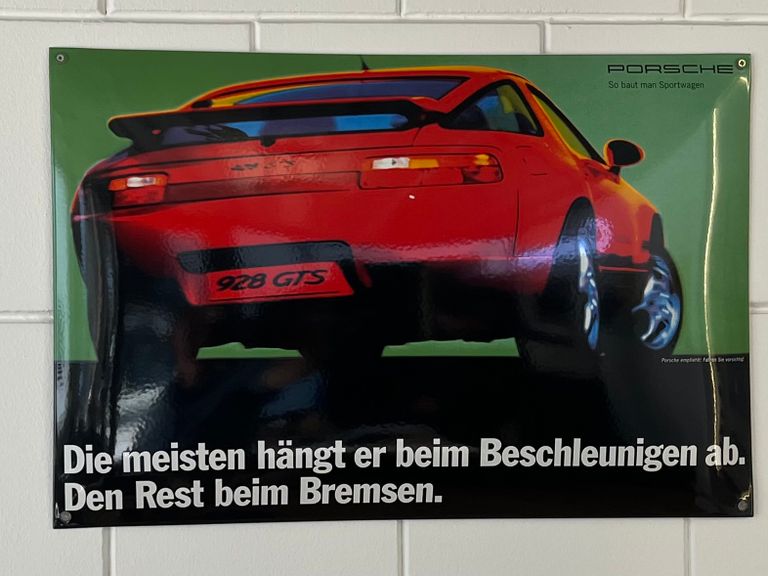 PORSCHE
So baut man Sportwagen
928 GTS
Porsche empfiehlt: Fahren Sie vorsichtig
Die meisten hängt er beim Beschleunigen ab.
Den Rest beim Bremsen.